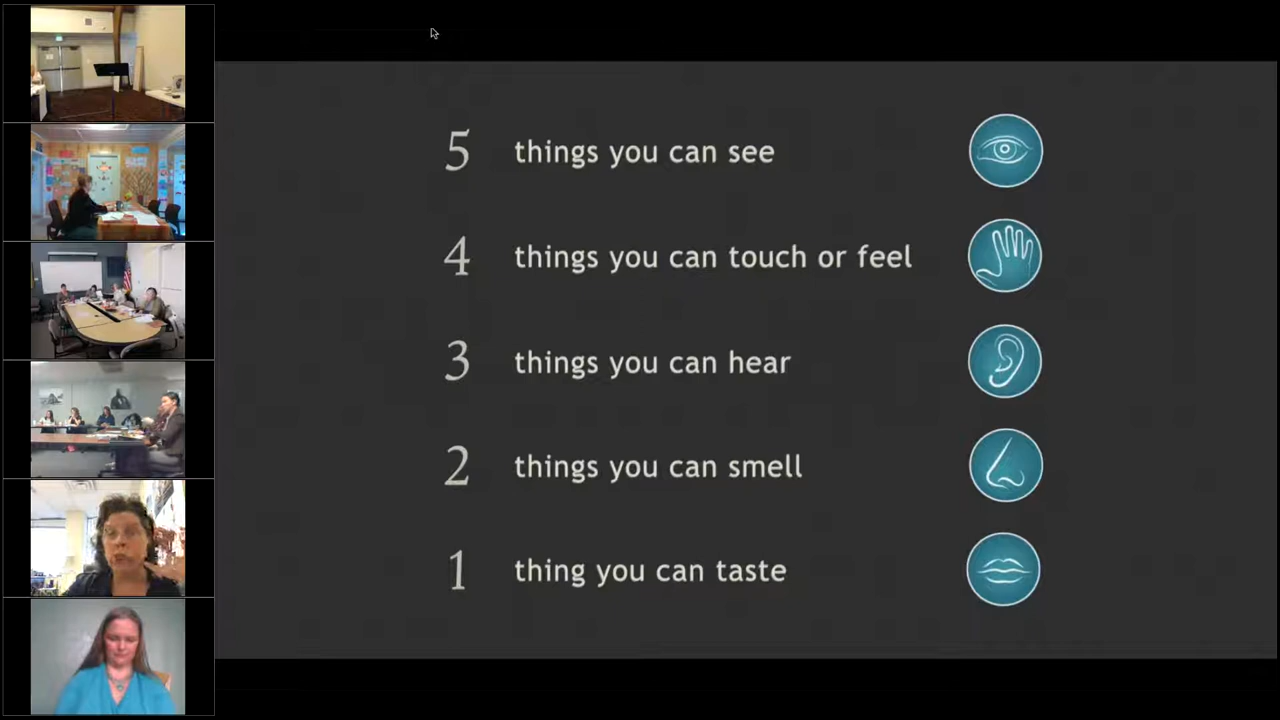 5 things you can see
4 things you can touch or feel
3 things you can hear
2 things you can smell
1 thing you can taste